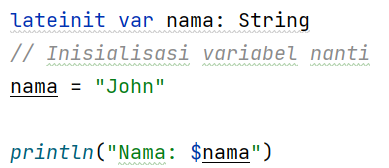 lateinit var nama: String
// Inisialisasi variabel nanti
nama = "John"
println("Nama: $nama")